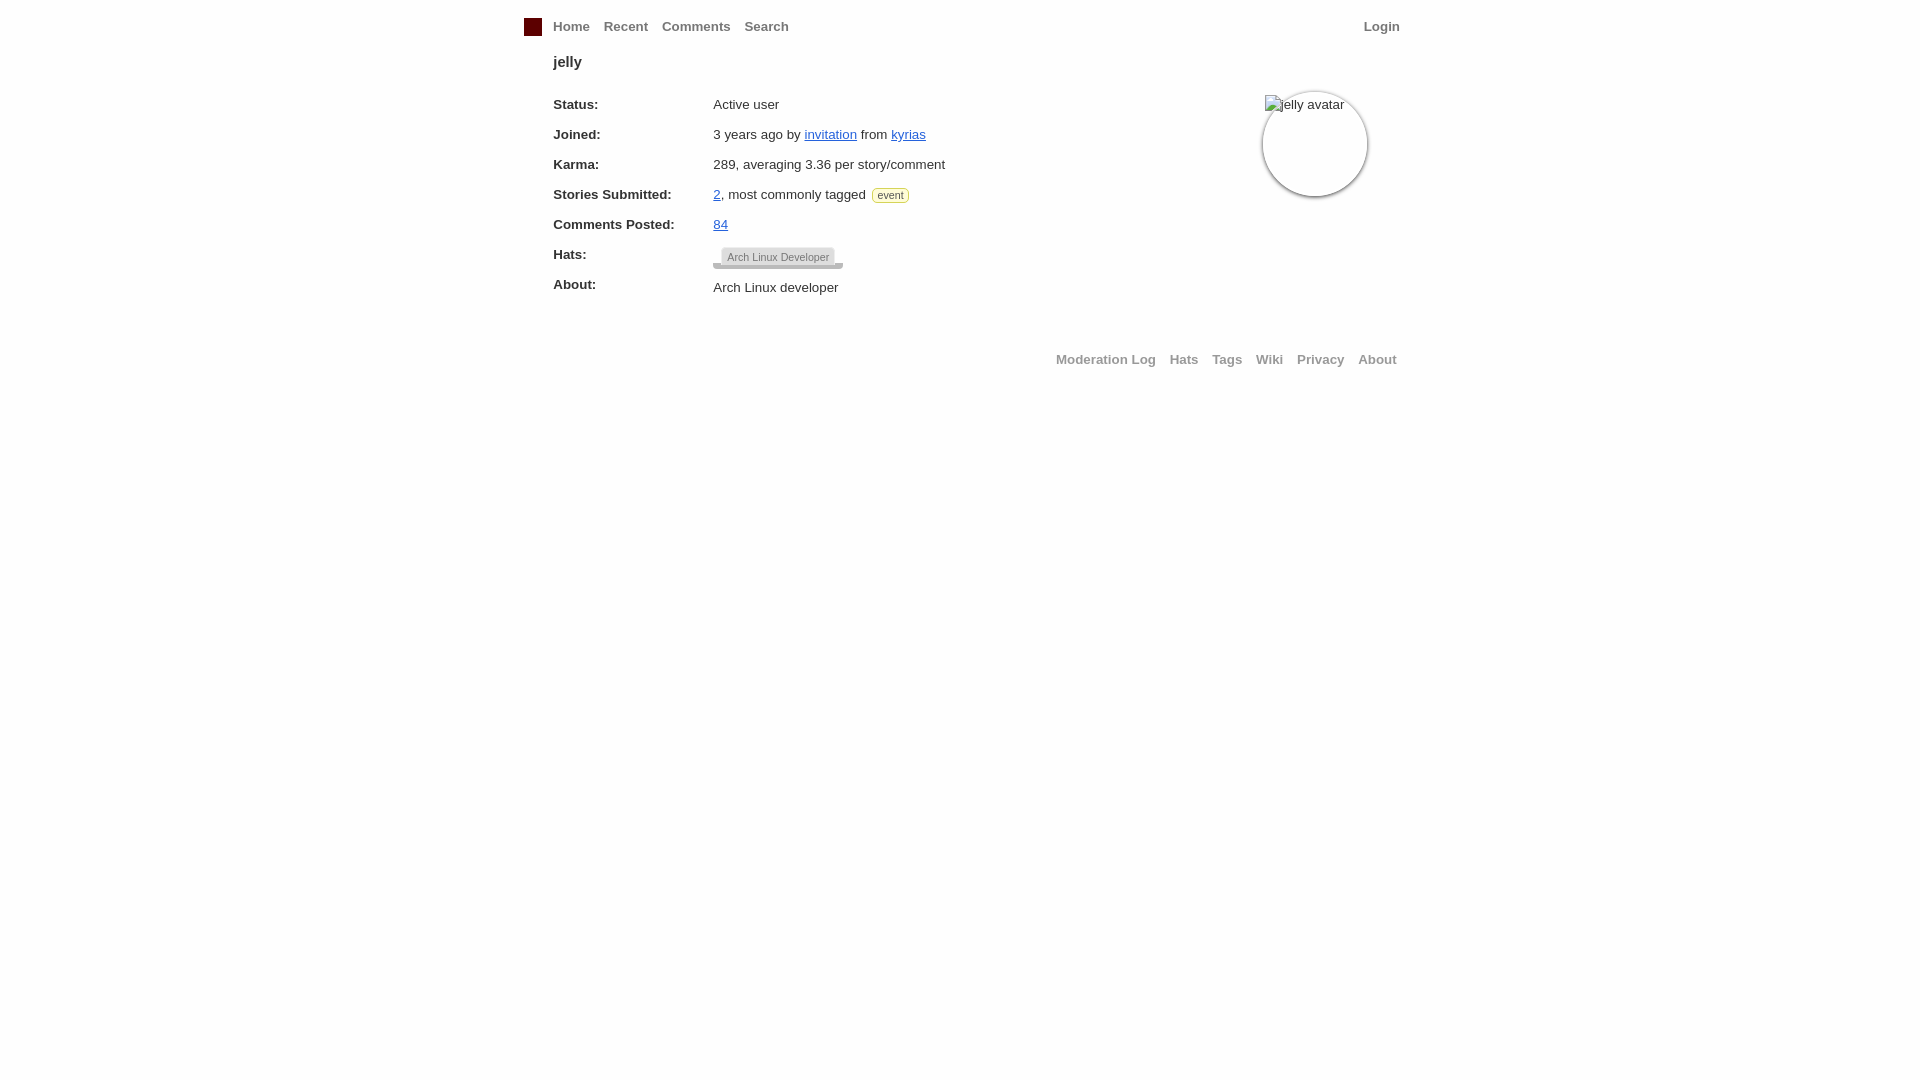 Home Recent Comments Search Login
jelly
Status: Active user
jelly avatar
Joined: 3 years ago by invitation from kyrias
Karma: 289, averaging 3.36 per story/comment
Stories Submitted: 2, most commonly tagged event
Comments Posted: 84
Hats: Arch Linux Developer
About: Arch Linux developer
Moderation Log Hats Tags Wiki Privacy About